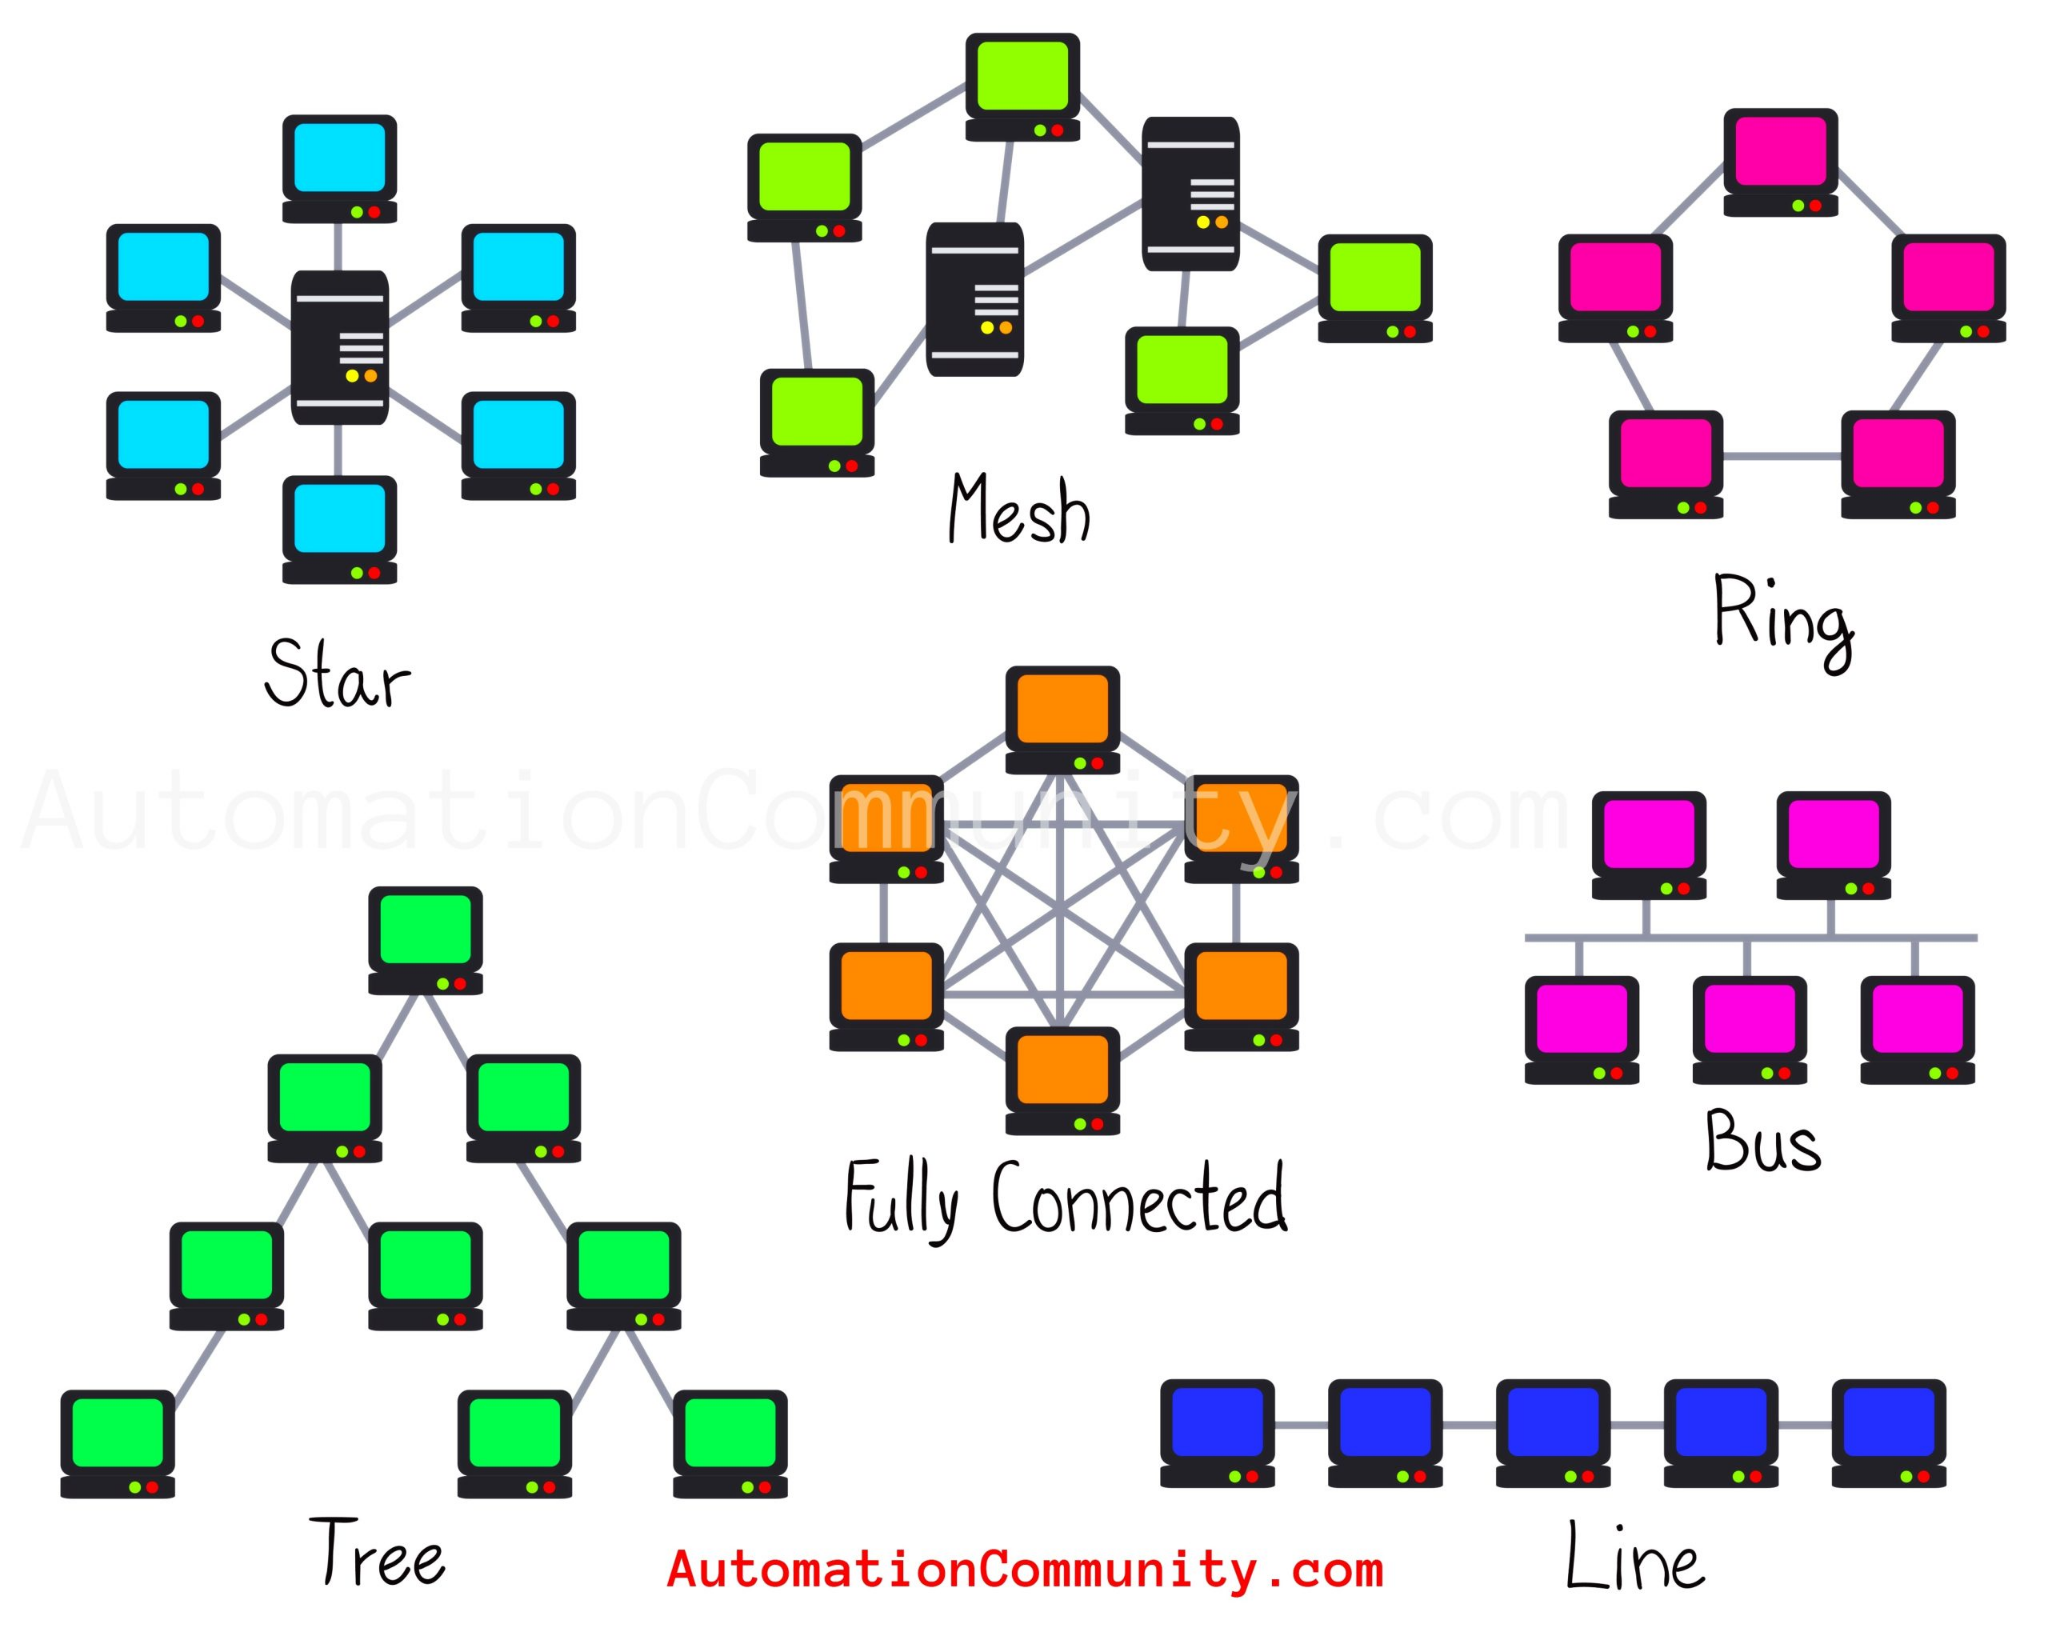 Mesh
Ring
Star
AutomationCommunity.com
Bus
Fully Connected
Tree
Line
AutomationCommunity.com